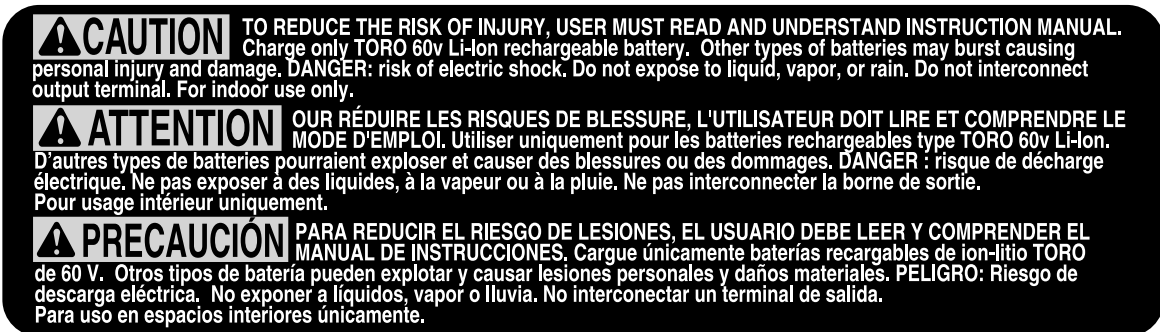 CAUTION TO REDUCE THE RISK OF INJURY, USER MUST READ AND UNDERSTAND INSTRUCTION MANUAL.
Charge only TORO 60v Li-Ion rechargeable battery. Other types of batteries may burst causing
personal injury and damage. DANGER: risk of electric shock. Do not expose to liquid, vapor, or rain. Do not interconnect
output terminal. For indoor use only.
ATTENTION OUR RÉDUIRE LES RISQUES DE BLESSURE, L'UTILISATEUR DOIT LIRE ET COMPRENDRE LE
MODE D'EMPLOI. Utiliser uniquement pour les batteries rechargeables type TORO 60v Li-Ion.
D'autres types de batteries pourraient exploser et causer des blessures ou des dommages. DANGER : risque de décharge
électrique. Ne pas exposer à des liquides, à la vapeur ou à la pluie. Ne pas interconnecter la borne de sortie.
Pour usage intérieur uniquement.
PRECAUCIÓN PARA REDUCIR EL RIESGO DE LESIONES, EL USUARIO DEBE LEER Y COMPRENDER EL
MANUAL DE INSTRUCCIONES. Cargue únicamente baterías recargables de ion-litio TORO
de 60 V. Otros tipos de batería pueden explotar y causar lesiones personales y daños materiales. PELIGRO: Riesgo de
descarga eléctrica. No exponer a líquidos, vapor o lluvia. No interconectar un terminal de salida.
Para uso en espacios interiores únicamente.